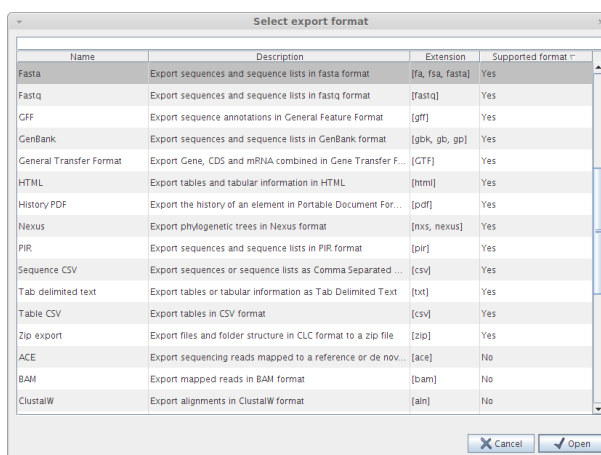 Select export format
Name Description Extension Supported format
Fasta Export sequences and sequence lists in fasta format [fa, fsa, fasta] Yes
Fastq Export sequences and sequence lists in fastq format [fastq] Yes
GFF Export sequence annotations in General Feature Format [gff] Yes
GenBank Export sequences and sequence lists in GenBank format [gbk, gb, gp] Yes
General Transfer Format Export Gene, CDS and mRNA combined in Gene Transfer F... [GTF] Yes
HTML Export tables and tabular information in HTML [html] Yes
History PDF Export the history of an element in Portable Document For... [pdf] Yes
Nexus Export phylogenetic trees in Nexus format [nxs, nexus] Yes
PIR Export sequences and sequence lists in PIR format [pir] Yes
Sequence CSV Export sequences or sequence lists as Comma Separated ... [csv] Yes
Tab delimited text Export tables or tabular information as Tab Delimited Text [txt] Yes
Table CSV Export tables in CSV format [csv] Yes
Zip export Export files and folder structure in CLC format to a zip file [zip] Yes
ACE Export sequencing reads mapped to a reference or de nov... [ace] No
BAM Export mapped reads in BAM format [bam] No
ClustalW Export alignments in ClustalW format [aln] No
Cancel Open